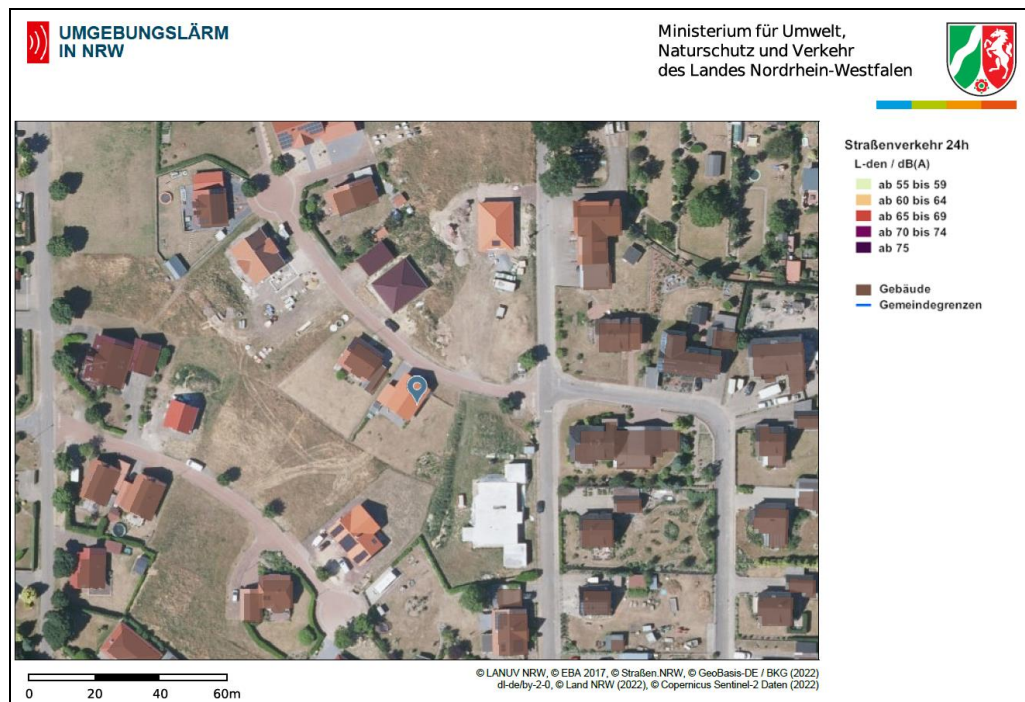 UMGEBUNGSLÄRM
IN NRW
Ministerium für Umwelt,
Naturschutz und Verkehr
des Landes Nordrhein-Westfalen
Straßenverkehr 24h
L-den / dB(A)
ab 55 bis 59
ab 60 bis 64
ab 65 bis 69
ab 70 bis 74
ab 75
Gebäude
Gemeindegrenzen
0 20 40 60m
© LANUV NRW, © EBA 2017, © Straßen.NRW, © GeoBasis-DE / BKG (2022)
dl-de/by-2-0, © Land NRW (2022), © Copernicus Sentinel-2 Daten (2022)